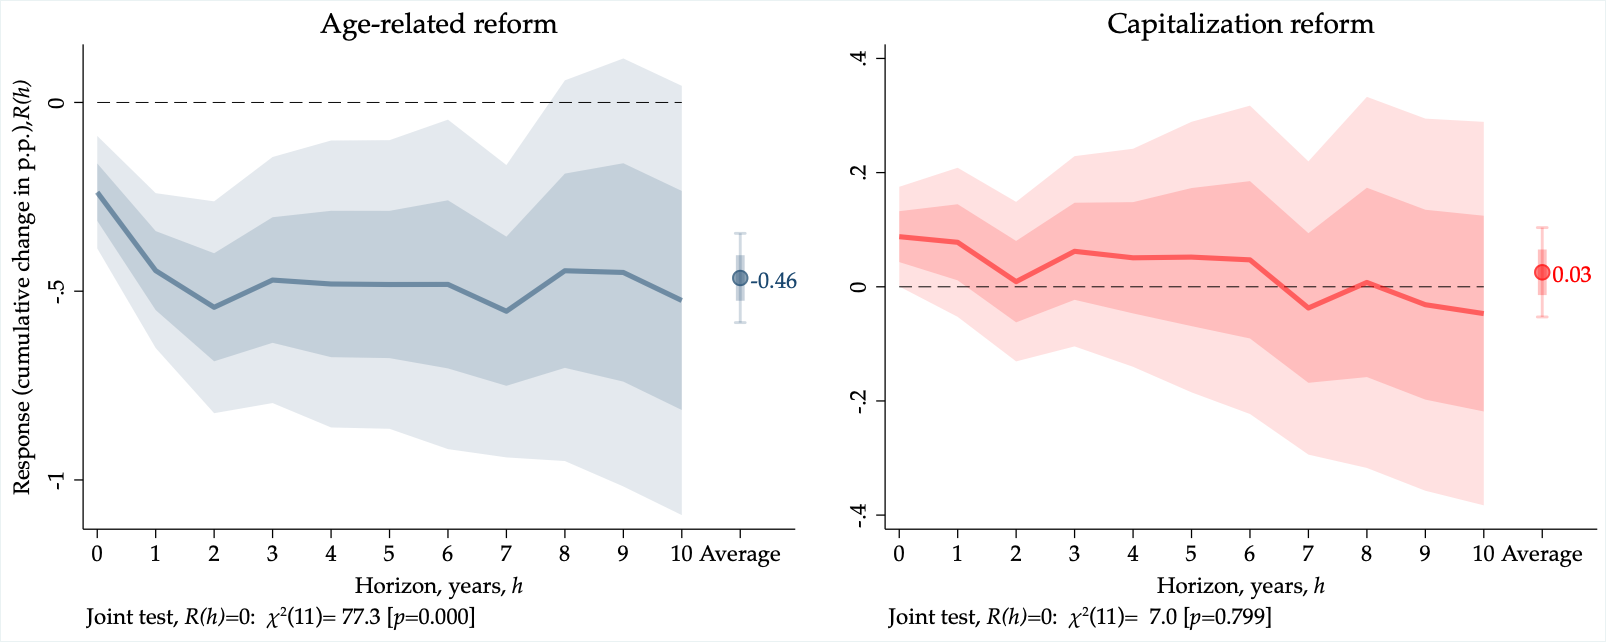 Age-related reform
Response (cumulative change in p.p.),R(h)
0
-.5
-1
-0.46
0 1 2 3 4 5 6 7 8 9 10 Average
Horizon, years, h
Joint test, R(h)=0: χ²(11)= 77.3 [p=0.000]
Capitalization reform
.4
.2
0
-.2
-.4
0.03
0 1 2 3 4 5 6 7 8 9 10 Average
Horizon, years, h
Joint test, R(h)=0: χ²(11)= 7.0 [p=0.799]